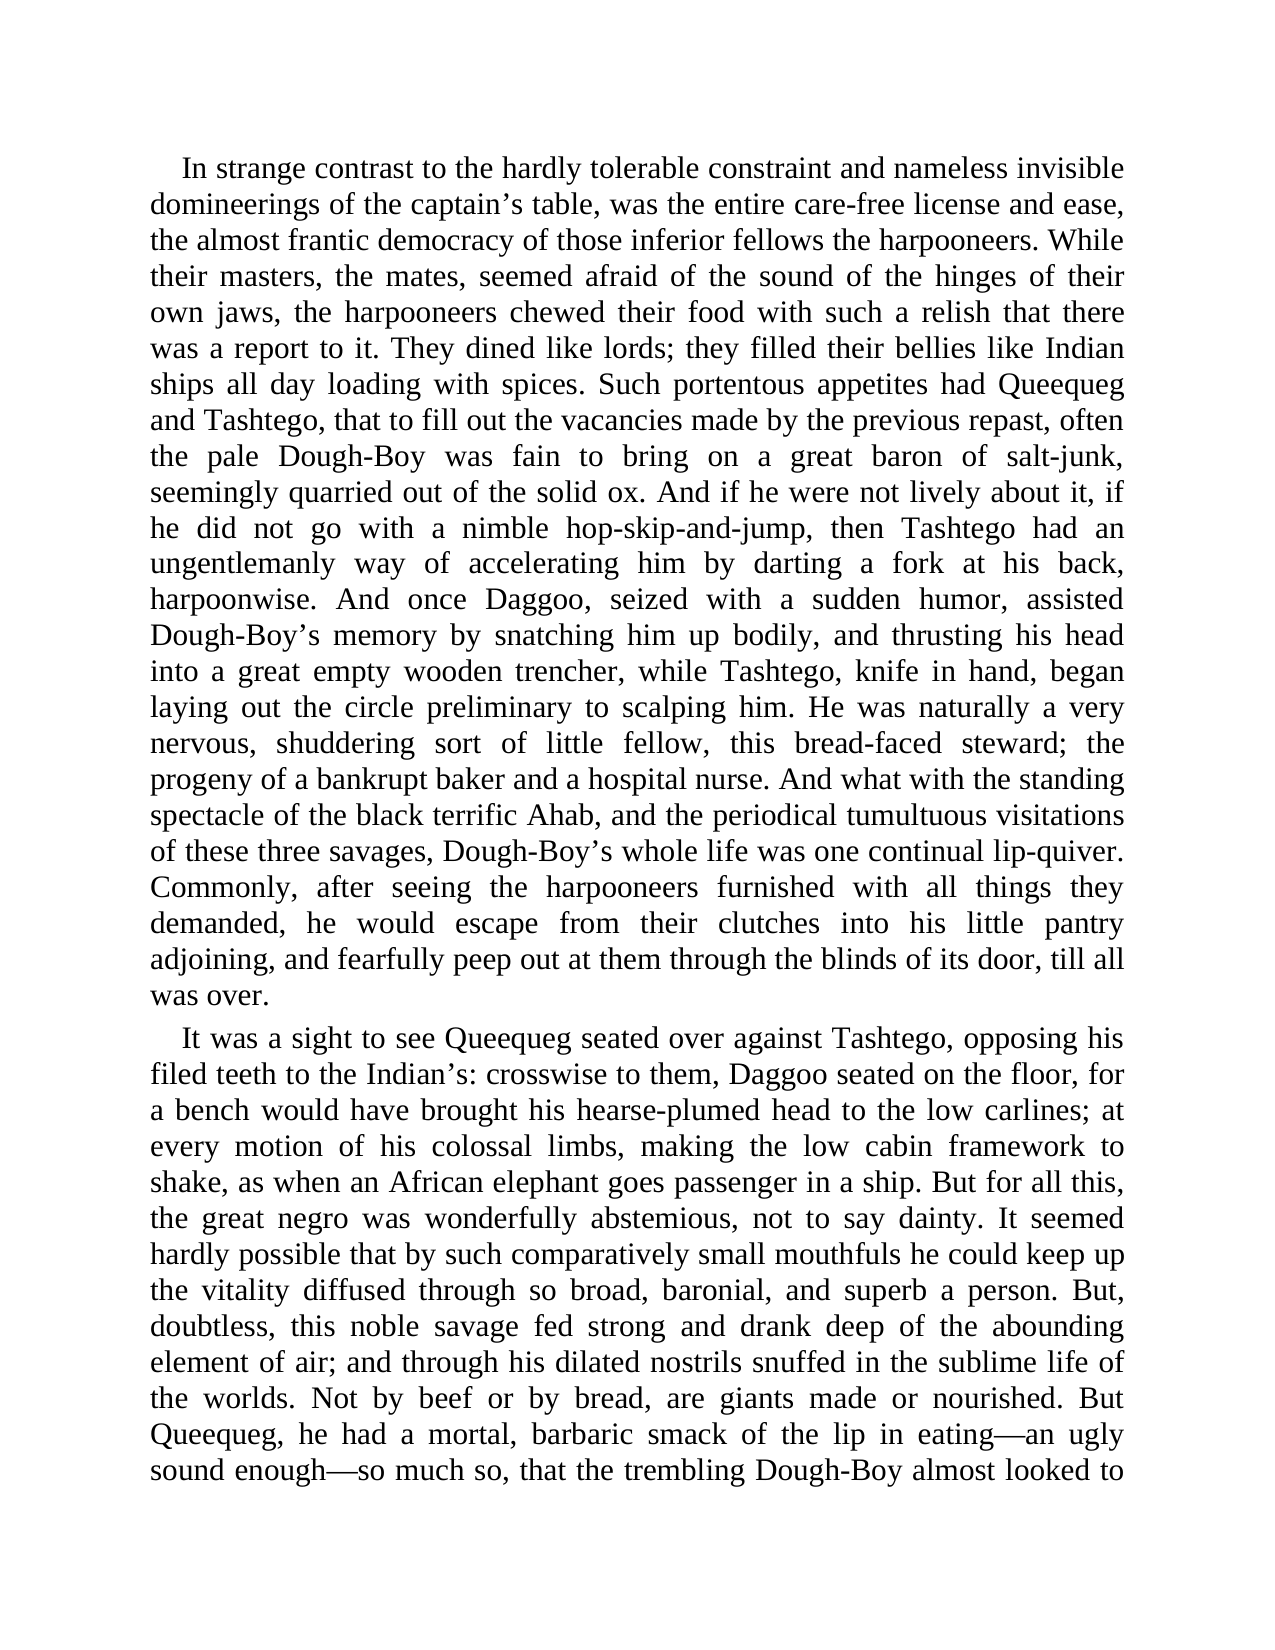 In strange contrast to the hardly tolerable constraint and nameless invisible
domineerings of the captain’s table, was the entire care-free license and ease,
the almost frantic democracy of those inferior fellows the harpooneers. While
their masters, the mates, seemed afraid of the sound of the hinges of their
own jaws, the harpooneers chewed their food with such a relish that there
was a report to it. They dined like lords; they filled their bellies like Indian
ships all day loading with spices. Such portentous appetites had Queequeg
and Tashtego, that to fill out the vacancies made by the previous repast, often
the pale Dough-Boy was fain to bring on a great baron of salt-junk,
seemingly quarried out of the solid ox. And if he were not lively about it, if
he did not go with a nimble hop-skip-and-jump, then Tashtego had an
ungentlemanly way of accelerating him by darting a fork at his back,
harpoonwise. And once Daggoo, seized with a sudden humor, assisted
Dough-Boy’s memory by snatching him up bodily, and thrusting his head
into a great empty wooden trencher, while Tashtego, knife in hand, began
laying out the circle preliminary to scalping him. He was naturally a very
nervous, shuddering sort of little fellow, this bread-faced steward; the
progeny of a bankrupt baker and a hospital nurse. And what with the standing
spectacle of the black terrific Ahab, and the periodical tumultuous visitations
of these three savages, Dough-Boy’s whole life was one continual lip-quiver.
Commonly, after seeing the harpooneers furnished with all things they
demanded, he would escape from their clutches into his little pantry
adjoining, and fearfully peep out at them through the blinds of its door, till all
was over.
It was a sight to see Queequeg seated over against Tashtego, opposing his
filed teeth to the Indian’s: crosswise to them, Daggoo seated on the floor, for
a bench would have brought his hearse-plumed head to the low carlines; at
every motion of his colossal limbs, making the low cabin framework to
shake, as when an African elephant goes passenger in a ship. But for all this,
the great negro was wonderfully abstemious, not to say dainty. It seemed
hardly possible that by such comparatively small mouthfuls he could keep up
the vitality diffused through so broad, baronial, and superb a person. But,
doubtless, this noble savage fed strong and drank deep of the abounding
element of air; and through his dilated nostrils snuffed in the sublime life of
the worlds. Not by beef or by bread, are giants made or nourished. But
Queequeg, he had a mortal, barbaric smack of the lip in eating—an ugly
sound enough—so much so, that the trembling Dough-Boy almost looked to